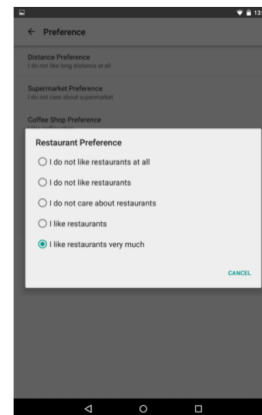 13:
Preference
Distance Preference
I do not like long distance at all
Supermarket Preference
I do not care about supermarket
Coffee Shop Preference
Restaurant Preference
I do not like restaurants at all
I do not like restaurants
I do not care about restaurants
I like restaurants
I like restaurants very much
CANCEL